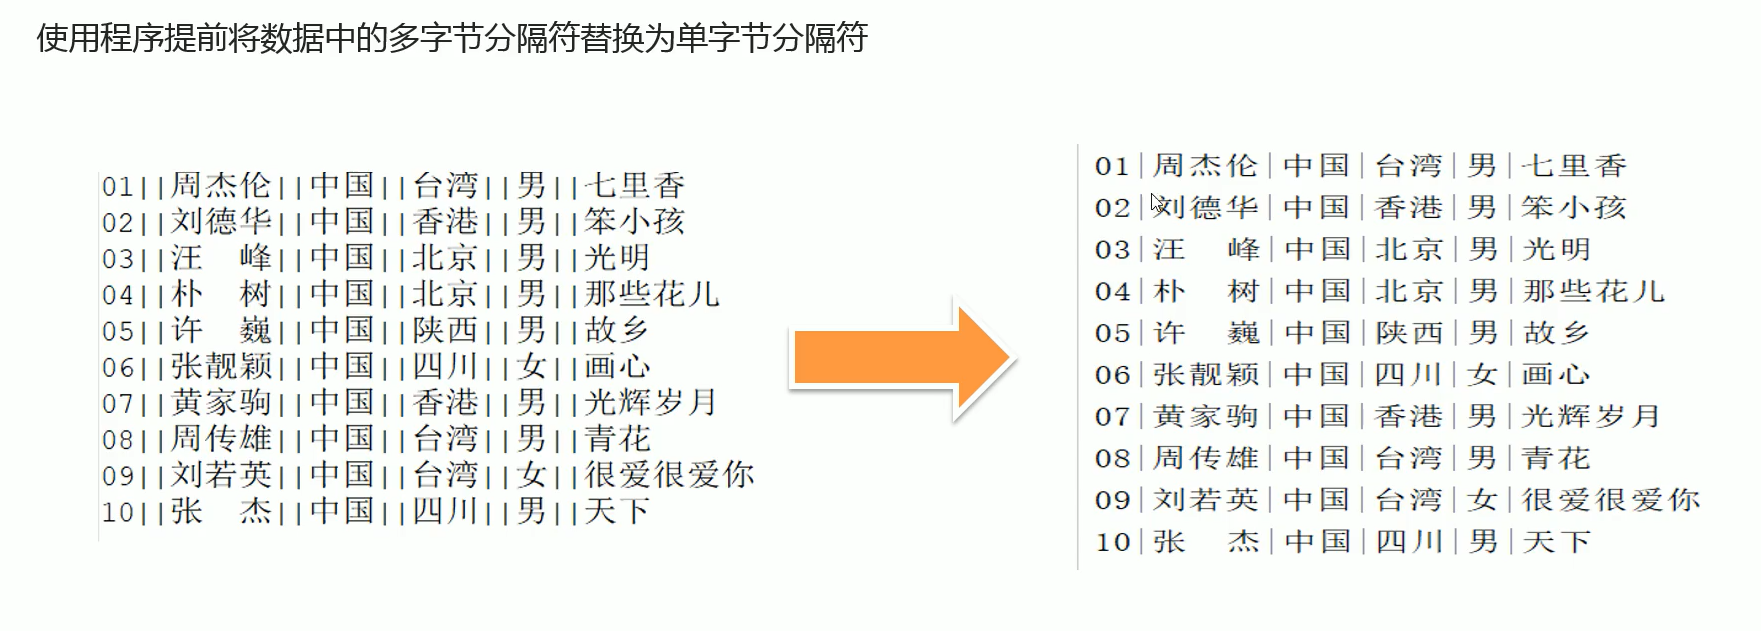 使用程序提前将数据中的多字节分隔符替换为单字节分隔符
01||周杰伦||中国||台湾||男||七里香
02||刘德华||中国||香港||男||笨小孩
03||汪　峰||中国||北京||男||光明
04||朴　树||中国||北京||男||那些花儿
05||许　巍||中国||陕西||男||故乡
06||张靓颖||中国||四川||女||画心
07||黄家驹||中国||香港||男||光辉岁月
08||周传雄||中国||台湾||男||青花
09||刘若英||中国||台湾||女||很爱很爱你
10||张　杰||中国||四川||男||天下
01|周杰伦|中国|台湾|男|七里香
02|刘德华|中国|香港|男|笨小孩
03|汪　峰|中国|北京|男|光明
04|朴　树|中国|北京|男|那些花儿
05|许　巍|中国|陕西|男|故乡
06|张靓颖|中国|四川|女|画心
07|黄家驹|中国|香港|男|光辉岁月
08|周传雄|中国|台湾|男|青花
09|刘若英|中国|台湾|女|很爱很爱你
10|张　杰|中国|四川|男|天下